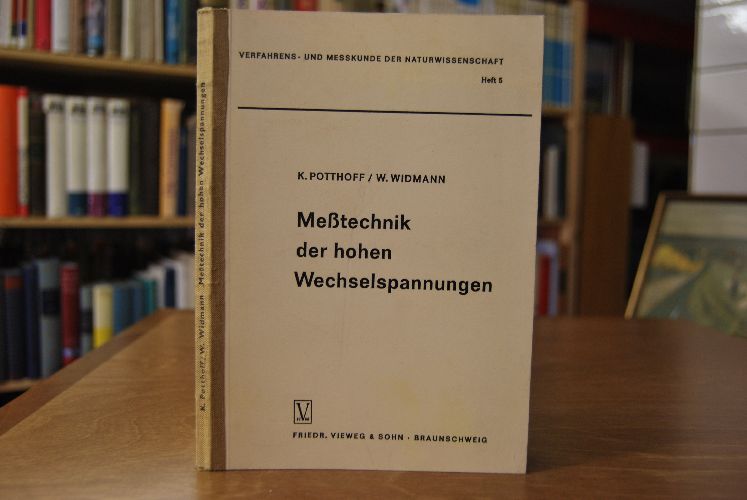 VERFAHRENS- UND MESSKUNDE DER NATURWISSENSCHAFT
Heft 5
K. POTTHOFF / W. WIDMANN
Meßtechnik
der hohen
Wechselspannungen
V
FRIEDR. VIEWEG & SOHN · BRAUNSCHWEIG
K. Potthoff/W. Widmann Meßtechnik der hohen Wechselspannungen